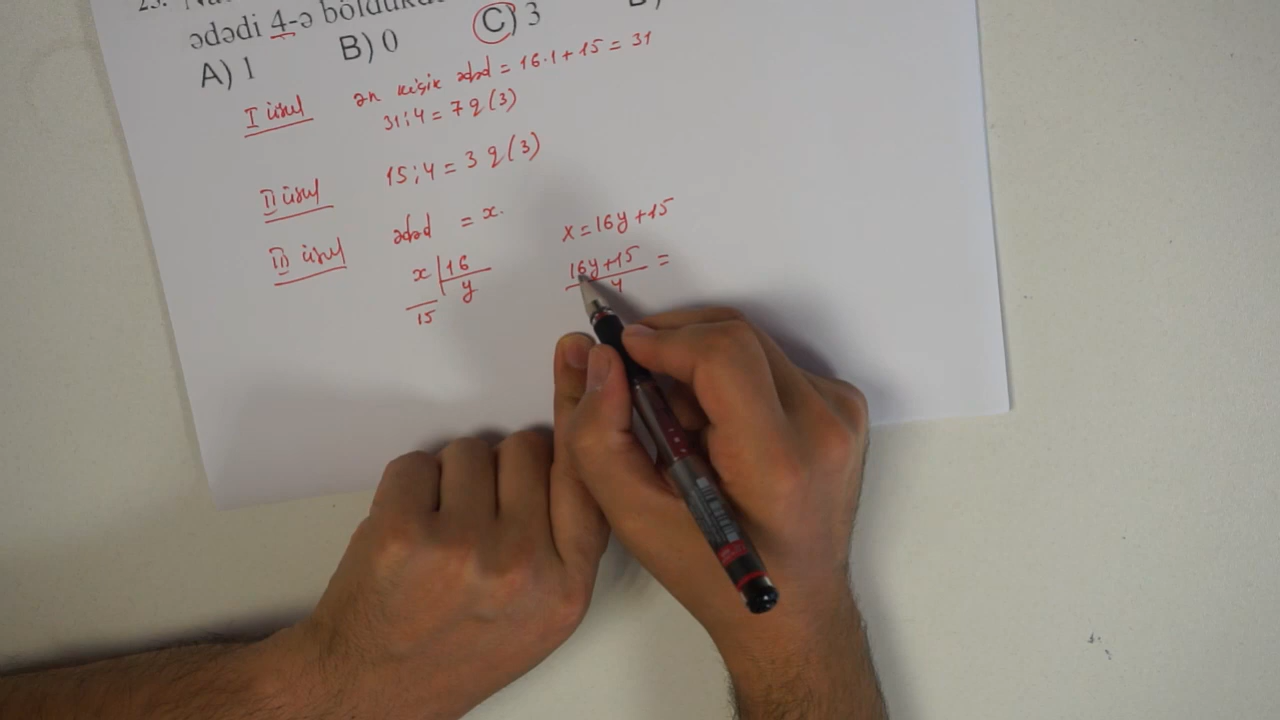 23.
ədədi 4-ə
A) 1 B) 0 C) 3
I üsul ən kiçik ədəd = 16·1+15 = 31
31:4 = 7 q(3)
II üsul 15:4 = 3 q(3)
III üsul ədəd = x.
x = 16y+15
x | 16
y
15
16y+15 =
4